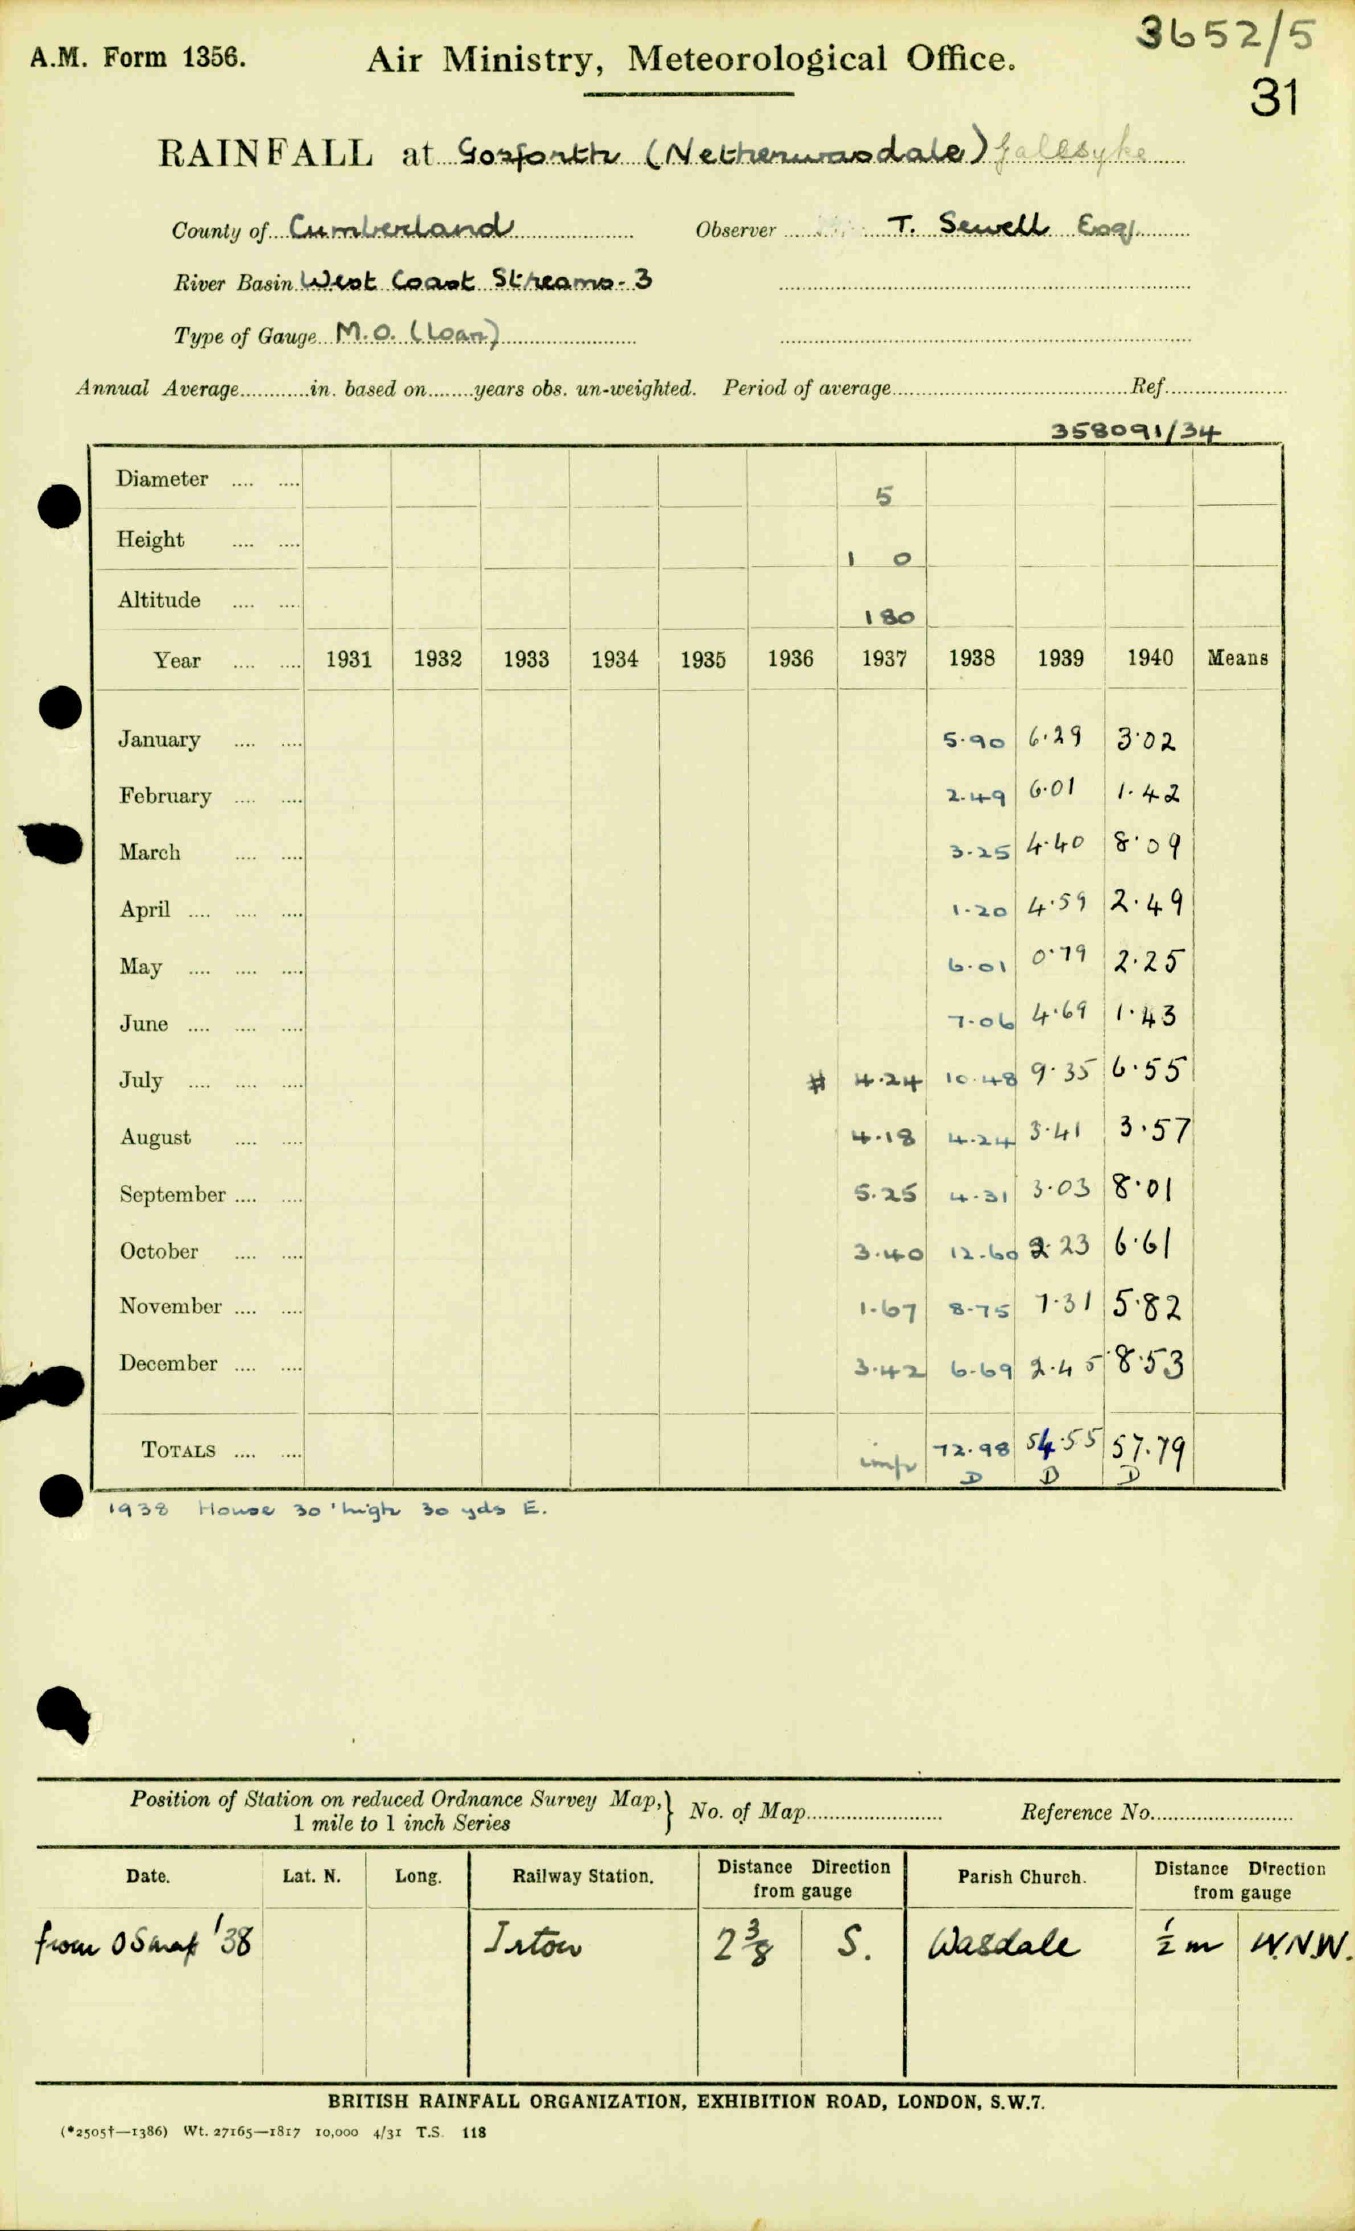 3652/5
A.M. Form 1356. Air Ministry, Meteorological Office.
31
RAINFALL at Gosforth (Netherwasdale) Gallesyke
County of Cumberland Observer T. Sewell Esq.
River Basin West Coast Streams - 3
Type of Gauge M.O. (Loan)
Annual Average............in. based on........years obs. un-weighted. Period of average.......... Ref..........
358091/34
Diameter .... .... 5
Height .... .... 1 0
Altitude .... .... 180
Year .... .... 1931 1932 1933 1934 1935 1936 1937 1938 1939 1940 Means
January .... .... 5.90 6.29 3.02
February .... .... 2.49 6.01 1.42
March .... .... 3.25 4.40 8.09
April .... .... .... 1.20 4.59 2.49
May .... .... .... 6.01 0.79 2.25
June .... .... .... 7.06 4.69 1.43
July .... .... .... # 4.24 10.48 9.35 6.55
August .... .... 4.18 4.24 3.41 3.57
September .... .... 5.25 4.31 3.03 8.01
October .... .... 3.40 12.60 2.23 6.61
November .... .... 1.67 8.75 7.31 5.82
December .... .... 3.42 6.69 2.45 8.53
TOTALS .... .... imp 72.98 54.55 57.79
D D D
1938 House 30' high 30 yds E.
Position of Station on reduced Ordnance Survey Map,} No. of Map.......... Reference No..........
1 mile to 1 inch Series
Date. Lat. N. Long. Railway Station. Distance Direction from gauge Parish Church. Distance Direction from gauge
from OS map '38 Irton 2 3/8 S. Wasdale 1/2 m W.N.W.
BRITISH RAINFALL ORGANIZATION, EXHIBITION ROAD, LONDON, S.W.7.
(*2505†—1386) Wt. 27165—1817 10,000 4/31 T.S. 118